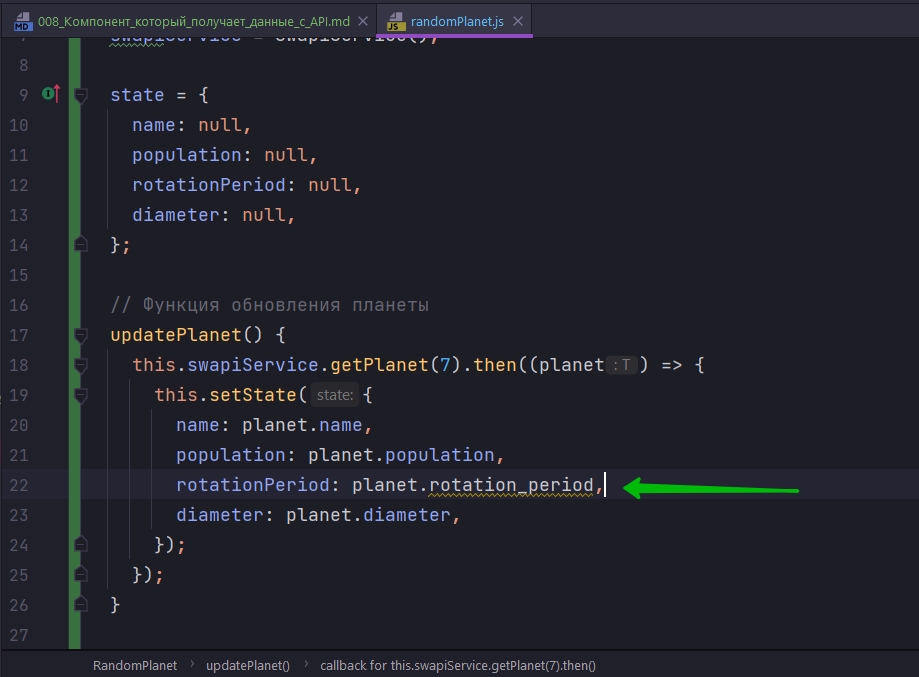 MD 008_Компонент_который_получает_данные_с_API.md
JS randomPlanet.js
7 swapiService = SwapiService();
8
9 state = {
10 name: null,
11 population: null,
12 rotationPeriod: null,
13 diameter: null,
14 };
15
16 // Функция обновления планеты
17 updatePlanet() {
18 this.swapiService.getPlanet(7).then((planet : T ) => {
19 this.setState( state: {
20 name: planet.name,
21 population: planet.population,
22 rotationPeriod: planet.rotation_period,
23 diameter: planet.diameter,
24 });
25 });
26 }
27
RandomPlanet › updatePlanet() › callback for this.swapiService.getPlanet(7).then()